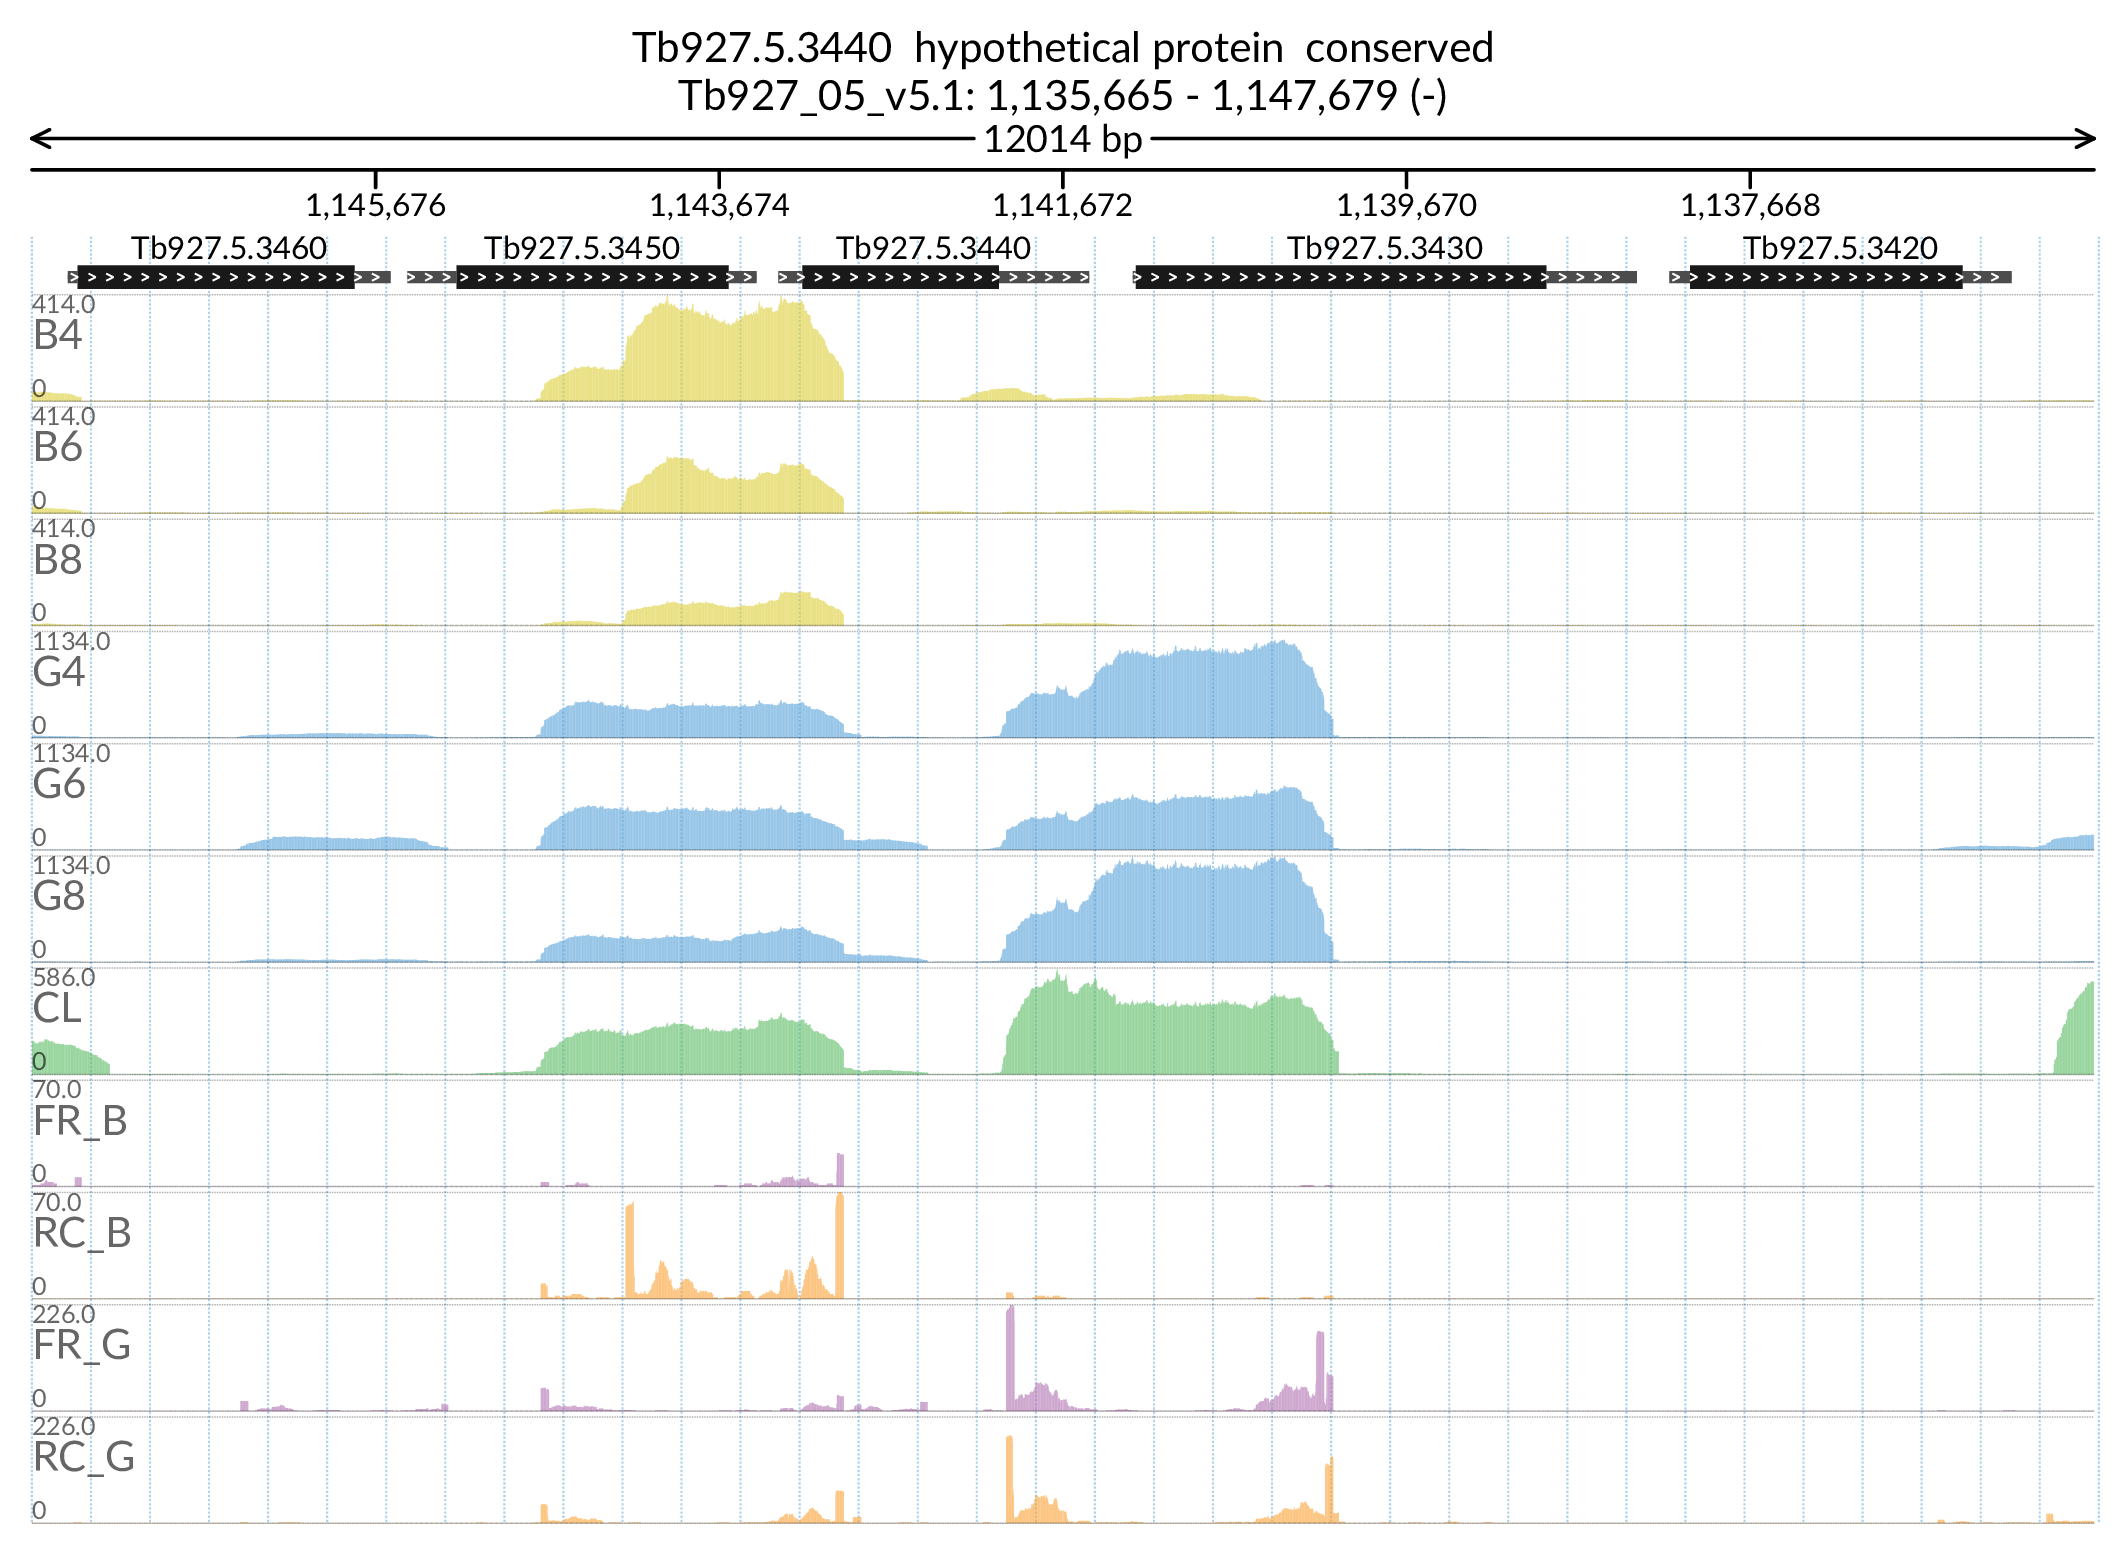 Tb927.5.3440  hypothetical protein  conserved
Tb927_05_v5.1: 1,135,665 - 1,147,679 (-)
12014 bp
1,145,676 1,143,674 1,141,672 1,139,670 1,137,668
Tb927.5.3460 Tb927.5.3450 Tb927.5.3440 Tb927.5.3430 Tb927.5.3420
414.0
B4
0
414.0
B6
0
414.0
B8
0
1134.0
G4
0
1134.0
G6
0
1134.0
G8
0
586.0
CL
0
70.0
FR_B
0
70.0
RC_B
0
226.0
FR_G
0
226.0
RC_G
0